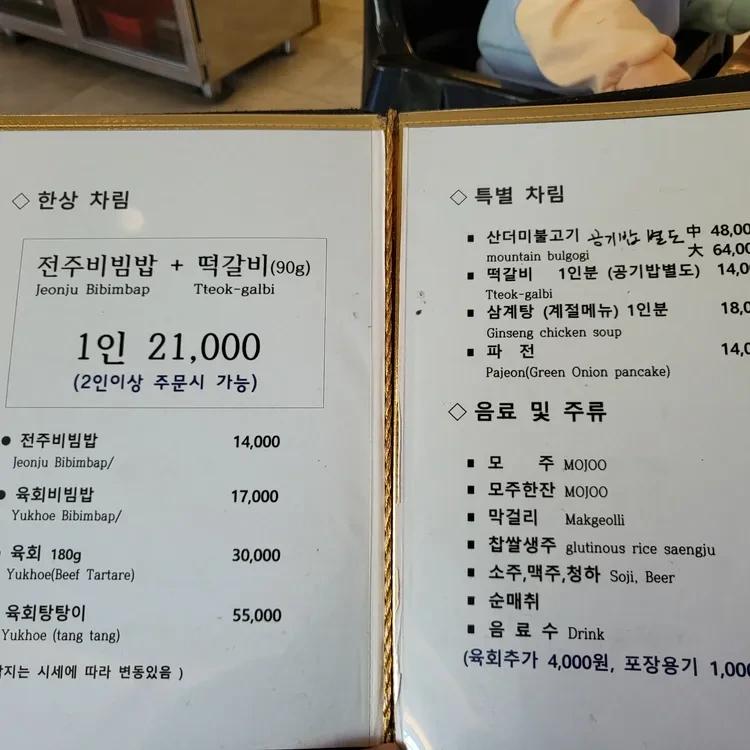 ◇ 한상 차림
전주비빔밥 + 떡갈비(90g)
Jeonju Bibimbap Tteok-galbi
1인 21,000
(2인이상 주문시 가능)
● 전주비빔밥 14,000
Jeonju Bibimbap/
● 육회비빔밥 17,000
Yukhoe Bibimbap/
육회 180g 30,000
Yukhoe(Beef Tartare)
육회탕탕이 55,000
Yukhoe (tang tang)
시세에 따라 변동있음 )
◇ 특별 차림
▪ 산더미불고기 공기밥 별도 中 48,00
mountain bulgogi 大 64,00
▪ 떡갈비 1인분 (공기밥별도) 14,0
Tteok-galbi
▪ 삼계탕 (계절메뉴) 1인분 18,0
Ginseng chicken soup
▪ 파 전 14,0
Pajeon(Green Onion pancake)
◇ 음료 및 주류
▪ 모 주 MOJOO
▪ 모주한잔 MOJOO
▪ 막걸리 Makgeolli
▪ 찹쌀생주 glutinous rice saengju
▪ 소주,맥주,청하 Soji, Beer
▪ 순매취
▪ 음 료 수 Drink
(육회추가 4,000원, 포장용기 1,00